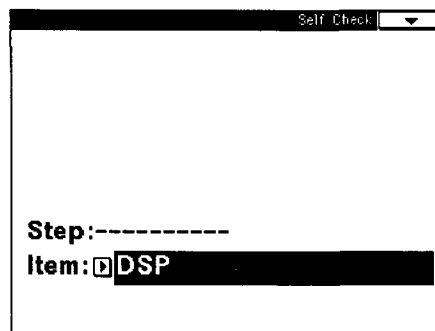 Self Check
Step:----------
Item: DSP